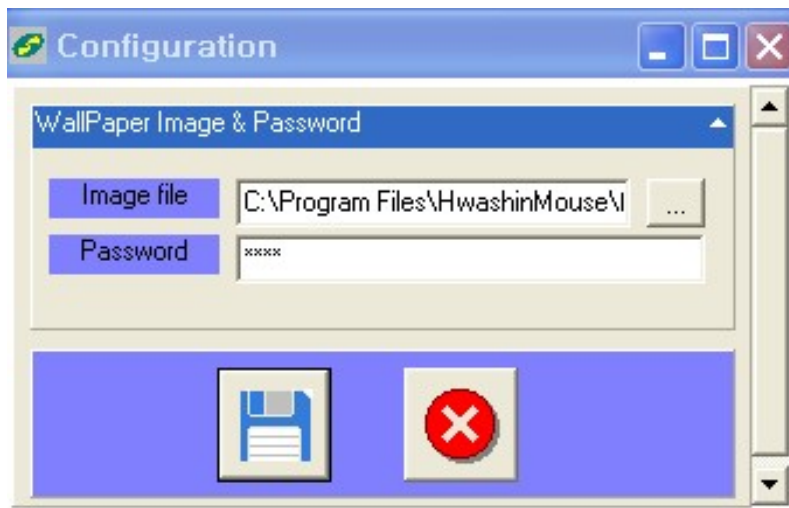 Configuration
WallPaper Image & Password
Image file
C:\Program Files\HwashinMouse\
...
Password
****